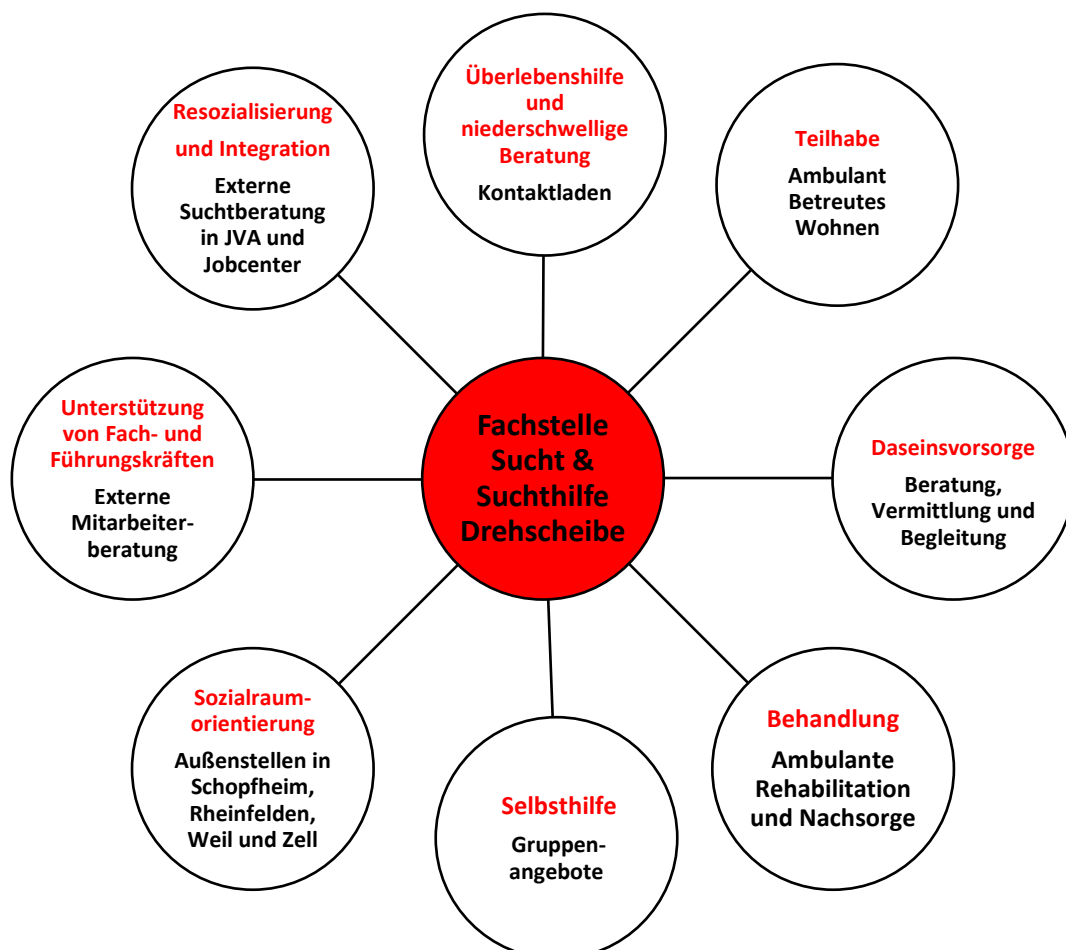 Überlebenshilfe
und
niederschwellige
Beratung
Kontaktladen
Teilhabe
Ambulant
Betreutes
Wohnen
Daseinsvorsorge
Beratung,
Vermittlung und
Begleitung
Behandlung
Ambulante
Rehabilitation
und Nachsorge
Selbsthilfe
Gruppen-
angebote
Sozialraum-
orientierung
Außenstellen in
Schopfheim,
Rheinfelden,
Weil und Zell
Unterstützung
von Fach- und
Führungskräften
Externe
Mitarbeiter-
beratung
Resozialisierung
und Integration
Externe
Suchtberatung
in JVA und
Jobcenter
Fachstelle
Sucht &
Suchthilfe
Drehscheibe